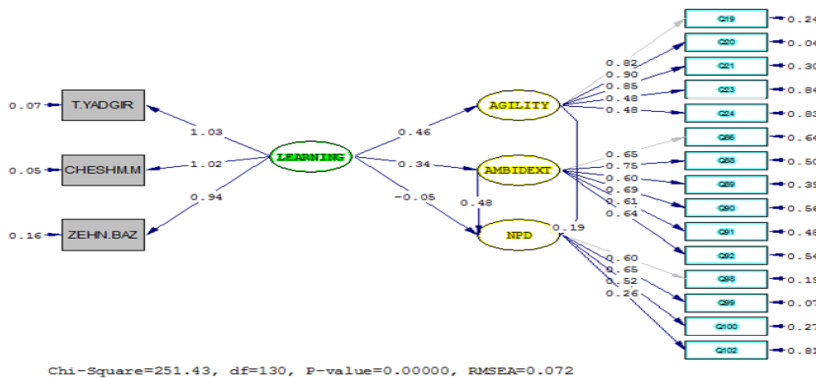 Q19
0.24
Q20
0.04
Q21
0.30
Q23
0.84
Q24
0.83
0.82
0.90
0.85
0.48
0.48
0.07
T.YADGIR
AGILITY
1.03
0.46
0.64
0.65
Q68
0.50
0.75
0.05
CHESHM.M
1.02
LEARNING
0.34
AMBIDEXT
0.60
Q89
0.39
0.69
Q90
0.56
0.61
Q91
0.48
0.64
Q92
0.54
0.94
-0.05
0.48
0.16
ZEHN.BAZ
NPD
0.19
0.60
Q98
0.19
0.65
Q99
0.07
0.52
Q100
0.27
0.26
Q102
0.81
Chi-Square=251.43, df=130, P-value=0.00000, RMSEA=0.072